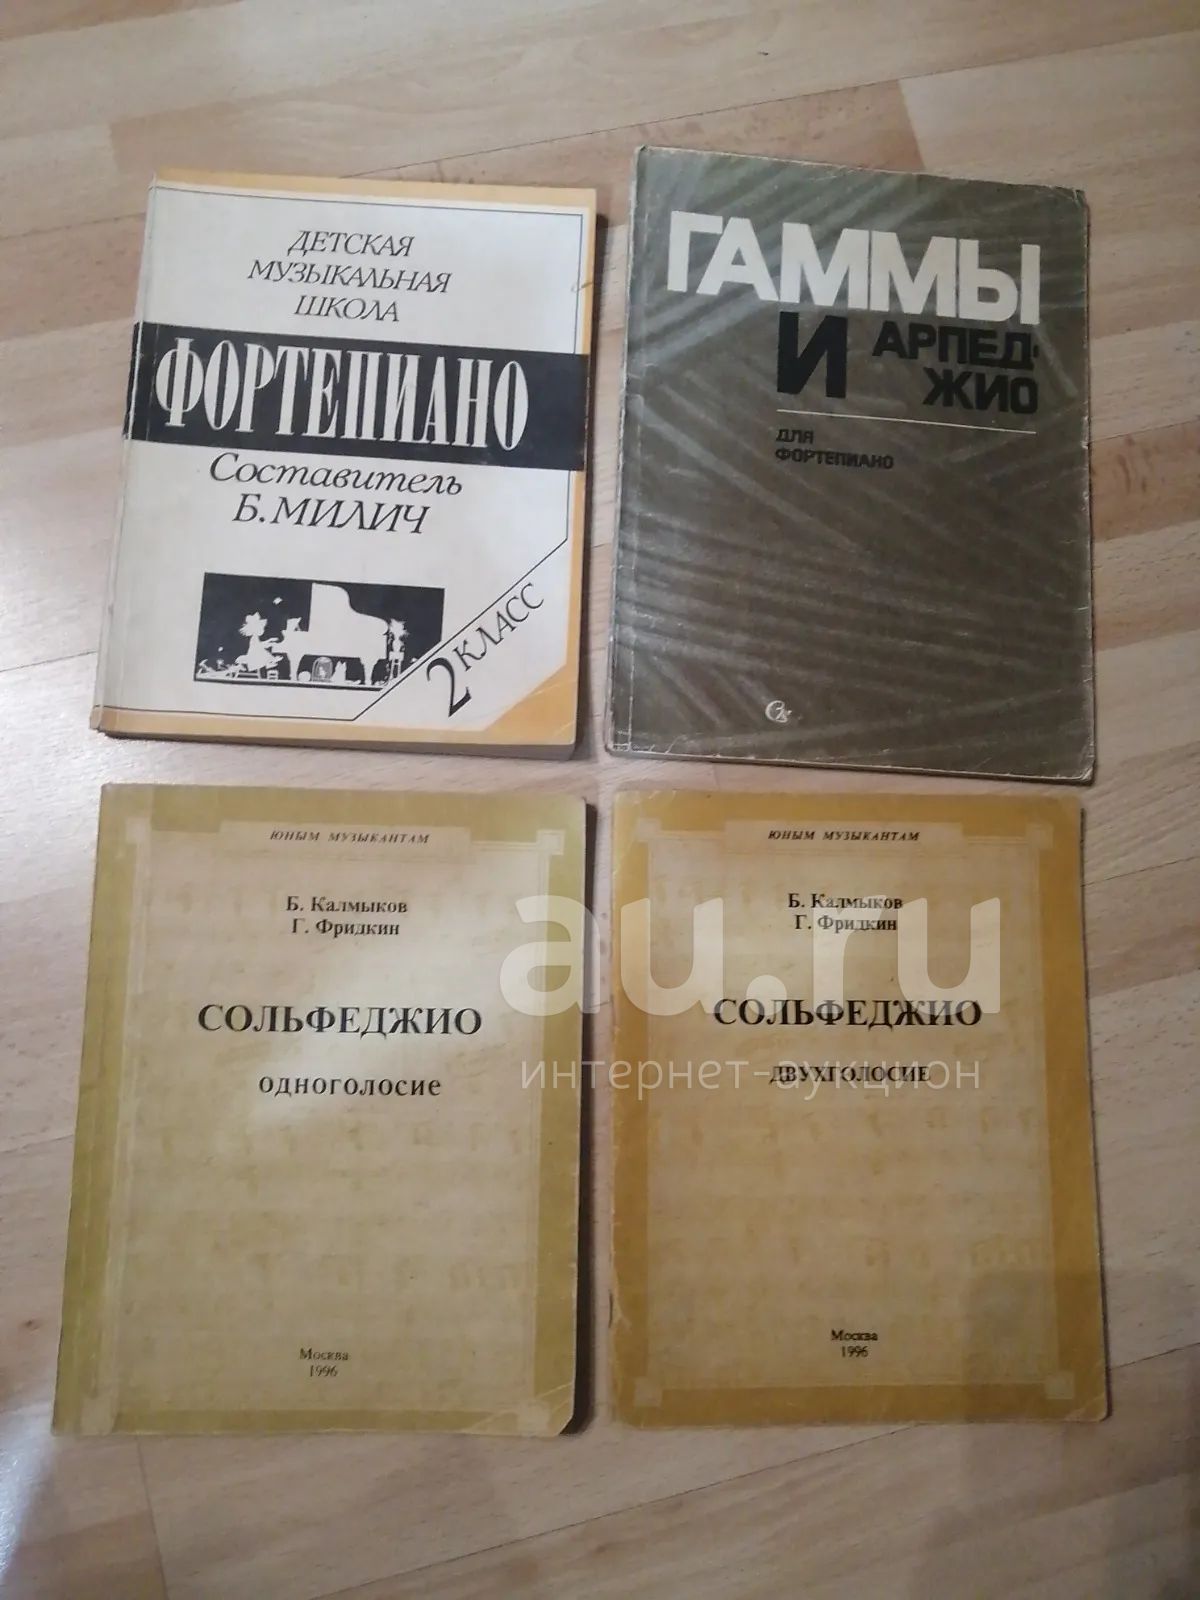 ДЕТСКАЯ
МУЗЫКАЛЬНАЯ
ШКОЛА
ФОРТЕПИАНО
Составитель
Б. МИЛИЧ
2 КЛАСС
ГАММЫ
И АРПЕД-
ЖИО
ДЛЯ
ФОРТЕПИАНО
ЮНЫМ МУЗЫКАНТАМ
Б. Калмыков
Г. Фридкин
СОЛЬФЕДЖИО
одноголосие
Москва
1996
ЮНЫМ МУЗЫКАНТАМ
Б. Калмыков
Г. Фридкин
СОЛЬФЕДЖИО
ДВУХГОЛОСИЕ
Москва
1996
au.ru
интернет-аукцион